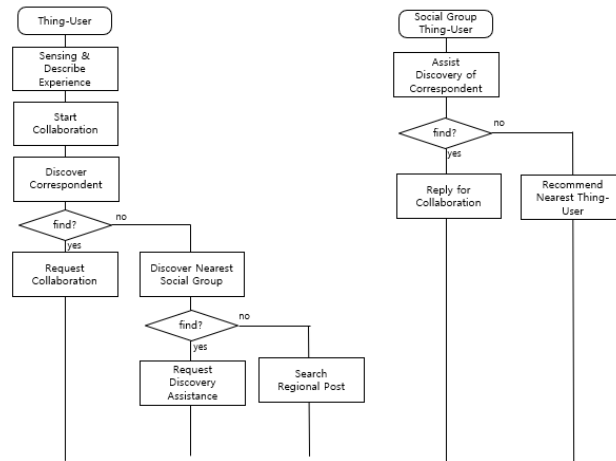 Thing-User
Sensing &
Describe
Experience
Start
Collaboration
Discover
Correspondent
find?
no
yes
Request
Collaboration
Discover Nearest
Social Group
find?
no
yes
Request
Discovery
Assistance
Search
Regional Post
Social Group
Thing-User
Assist
Discovery of
Correspondent
find?
no
yes
Reply for
Collaboration
Recommend
Nearest Thing-
User